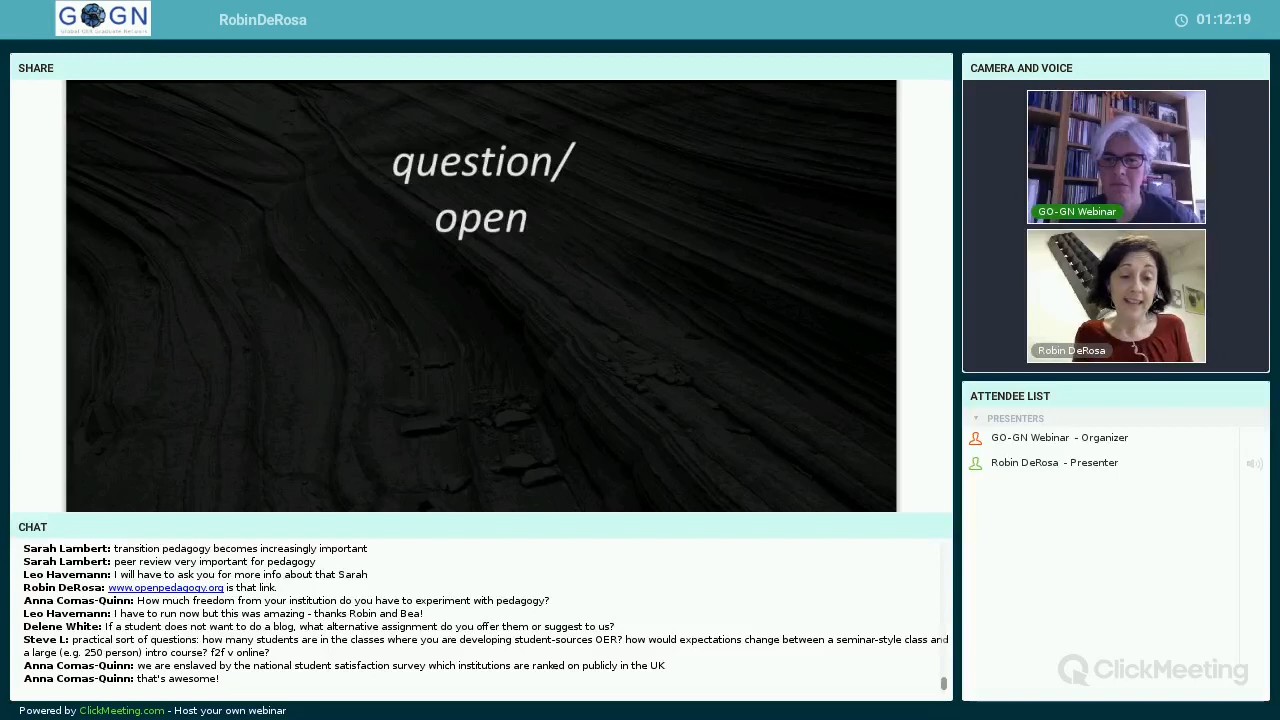 GOGN
Global OER Graduate Network
RobinDeRosa
01:12:19
SHARE
question/
open
CAMERA AND VOICE
GO-GN Webinar
Robin DeRosa
ATTENDEE LIST
PRESENTERS
GO-GN Webinar - Organizer
Robin DeRosa - Presenter
CHAT
Sarah Lambert: transition pedagogy becomes increasingly important
Sarah Lambert: peer review very important for pedagogy
Leo Havemann: I will have to ask you for more info about that Sarah
Robin DeRosa: www.openpedagogy.org is that link.
Anna Comas-Quinn: How much freedom from your institution do you have to experiment with pedagogy?
Leo Havemann: I have to run now but this was amazing - thanks Robin and Bea!
Delene White: If a student does not want to do a blog, what alternative assignment do you offer them or suggest to us?
Steve L: practical sort of questions: how many students are in the classes where you are developing student-sources OER? how would expectations change between a seminar-style class and
a large (e.g. 250 person) intro course? f2f v online?
Anna Comas-Quinn: we are enslaved by the national student satisfaction survey which institutions are ranked on publicly in the UK
Anna Comas-Quinn: that's awesome!
ClickMeeting
Powered by ClickMeeting.com - Host your own webinar